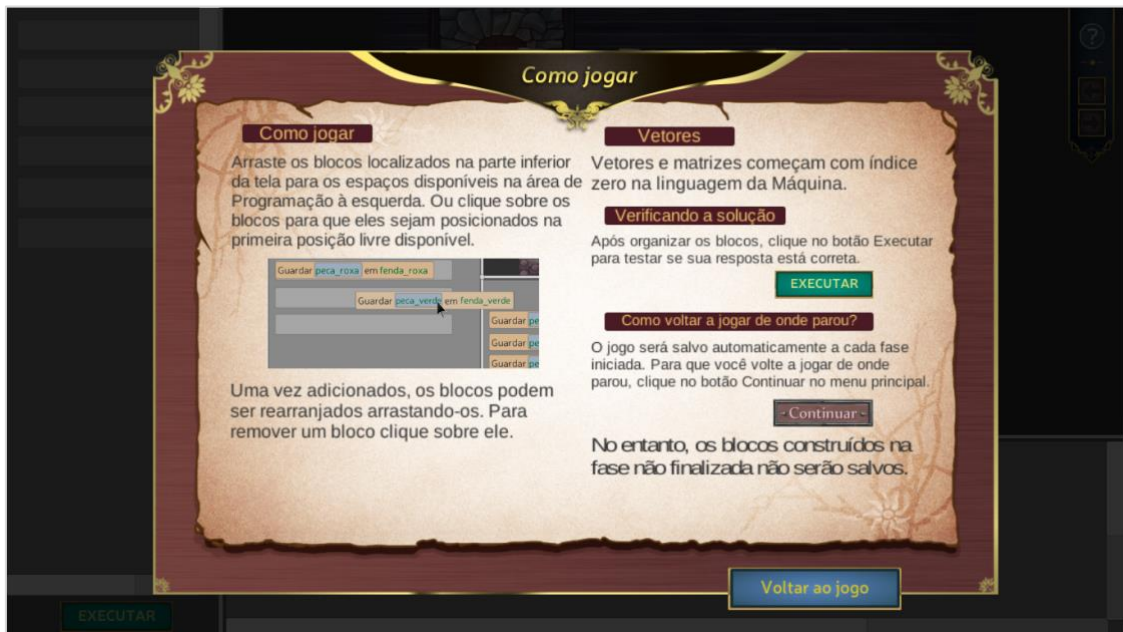 Como jogar
Como jogar
Arraste os blocos localizados na parte inferior
da tela para os espaços disponíveis na área de
Programação à esquerda. Ou clique sobre os
blocos para que eles sejam posicionados na
primeira posição livre disponível.
Guardar peca_roxa em fenda_roxa
Guardar peca_verde em fenda_verde
Guardar pe
Guardar pe
Guardar pe
Uma vez adicionados, os blocos podem
ser rearranjados arrastando-os. Para
remover um bloco clique sobre ele.
Vetores
Vetores e matrizes começam com índice
zero na linguagem da Máquina.
Verificando a solução
Após organizar os blocos, clique no botão Executar
para testar se sua resposta está correta.
EXECUTAR
Como voltar a jogar de onde parou?
O jogo será salvo automaticamente a cada fase
iniciada. Para que você volte a jogar de onde
parou, clique no botão Continuar no menu principal.
Continuar
No entanto, os blocos construídos na
fase não finalizada não serão salvos.
Voltar ao jogo
EXECUTAR
?